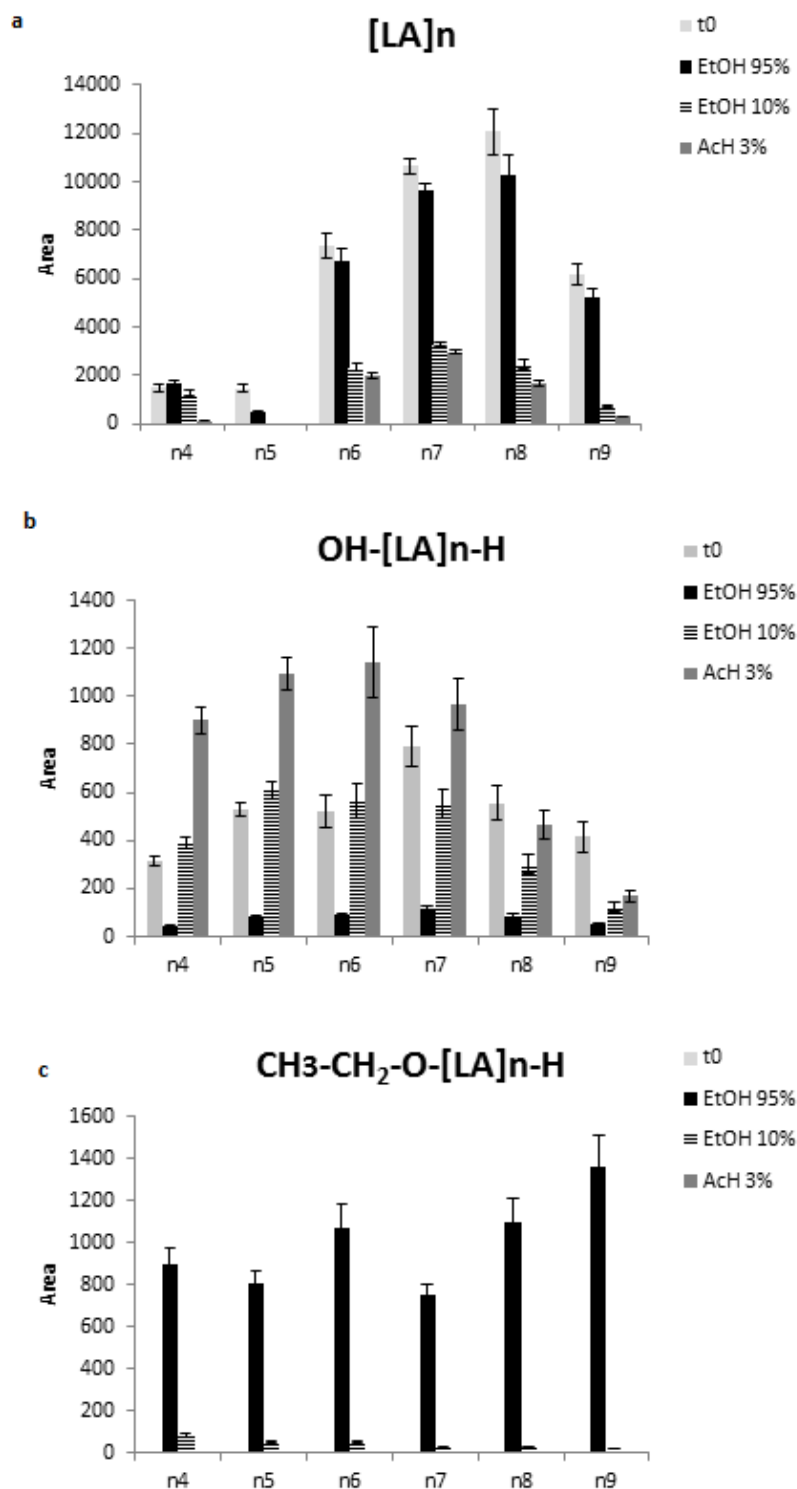 a
[LA]n
t0
EtOH 95%
EtOH 10%
AcH 3%
14000
12000
10000
8000
6000
4000
2000
0
Area
n4 n5 n6 n7 n8 n9
b
OH-[LA]n-H
t0
EtOH 95%
EtOH 10%
AcH 3%
1400
1200
1000
800
600
400
200
0
Area
n4 n5 n6 n7 n8 n9
c
CH3-CH₂-O-[LA]n-H
t0
EtOH 95%
EtOH 10%
AcH 3%
1600
1400
1200
1000
800
600
400
200
0
Area
n4 n5 n6 n7 n8 n9